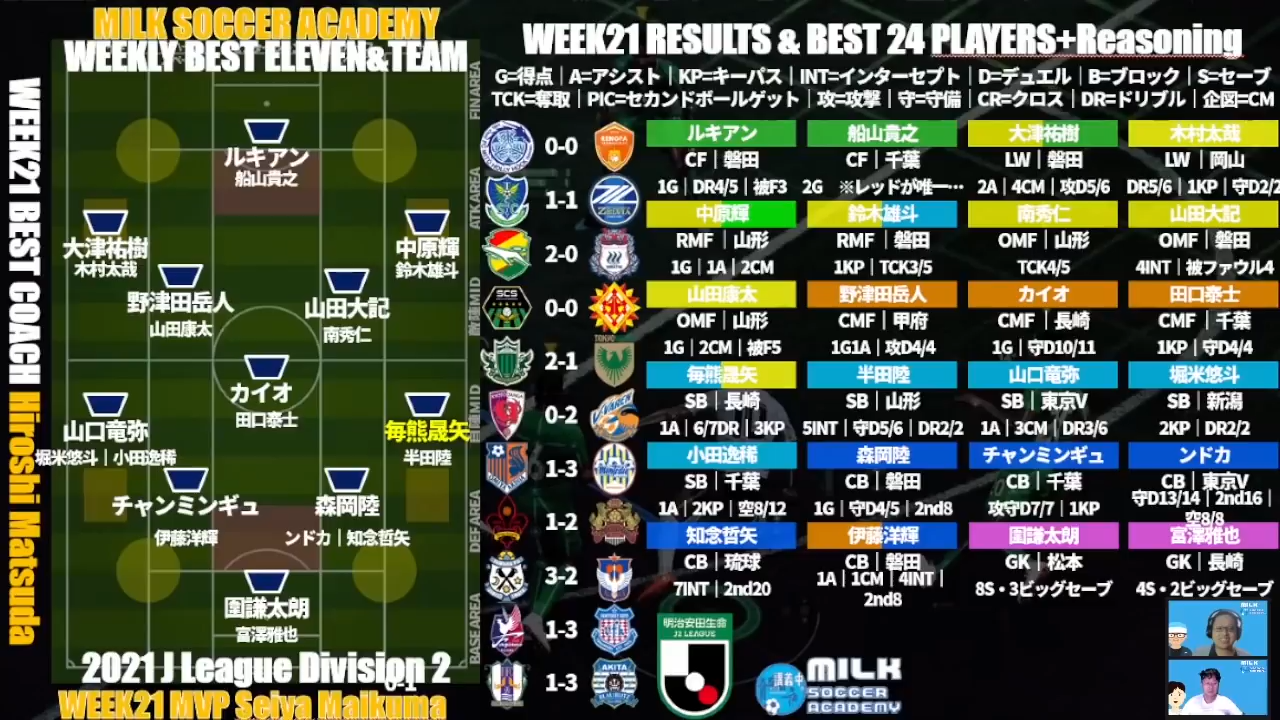 MILK SOCCER ACADEMY
WEEKLY BEST ELEVEN&TEAM
WEEK21 BEST COACH Hiroshi Matsuda
ルキアン
船山貴之
大津祐樹
木村太哉
中原輝
鈴木雄斗
野津田岳人
山田康太
山田大記
南秀仁
カイオ
田口泰士
山口竜弥
堀米悠斗｜小田逸稀
毎熊晟矢
半田陸
チャンミンギュ
伊藤洋輝
森岡陸
ンドカ｜知念哲矢
圍謙太朗
富澤雅也
2021 J League Division 2
WEEK21 MVP Seiya Maikuma
FINAREA
ATKAREA
敵陣MID
自陣MID
DEFAREA
BASE AREA
WEEK21 RESULTS & BEST 24 PLAYERS+Reasoning
G=得点｜A=アシスト｜KP=キーパス｜INT=インターセプト｜D=デュエル｜B=ブロック｜S=セーブ
TCK=奪取｜PIC=セカンドボールゲット｜攻=攻撃｜守=守備｜CR=クロス｜DR=ドリブル｜企図=CM
0-0
1-1
2-0
0-0
2-1
0-2
1-3
1-2
3-2
1-3
1-3
ルキアン 船山貴之 大津祐樹 木村太哉
CF｜磐田 CF｜千葉 LW｜磐田 LW｜岡山
1G｜DR4/5｜被F3 2G ※レッドが唯一… 2A｜4CM｜攻D5/6 DR5/6｜1KP｜守D2/2
中原輝 鈴木雄斗 南秀仁 山田大記
RMF｜山形 RMF｜磐田 OMF｜山形 OMF｜磐田
1G｜1A｜2CM 1KP｜TCK3/5 TCK4/5 4INT｜被ファウル4
山田康太 野津田岳人 カイオ 田口泰士
OMF｜山形 CMF｜甲府 CMF｜長崎 CMF｜千葉
1G｜2CM｜被F5 1G1A｜攻D4/4 1G｜守D10/11 1KP｜守D4/4
毎熊晟矢 半田陸 山口竜弥 堀米悠斗
SB｜長崎 SB｜山形 SB｜東京V SB｜新潟
1A｜6/7DR｜3KP 5INT｜守D5/6｜DR2/2 1A｜3CM｜DR3/6 2KP｜DR2/2
小田逸稀 森岡陸 チャンミンギュ ンドカ
SB｜千葉 CB｜磐田 CB｜千葉 CB｜東京V
1A｜2KP｜空8/12 1G｜守D4/5｜2nd8 攻守D7/7｜1KP 守D13/14｜2nd16｜
空8/8
知念哲矢 伊藤洋輝 圍謙太朗 富澤雅也
CB｜琉球 CB｜磐田 GK｜松本 GK｜長崎
7INT｜2nd20 1A｜1CM｜4INT｜ 8S・3ビッグセーブ 4S・2ビッグセーブ
2nd8
明治安田生命
J2 LEAGUE
講義中
MILK
SOCCER
ACADEMY